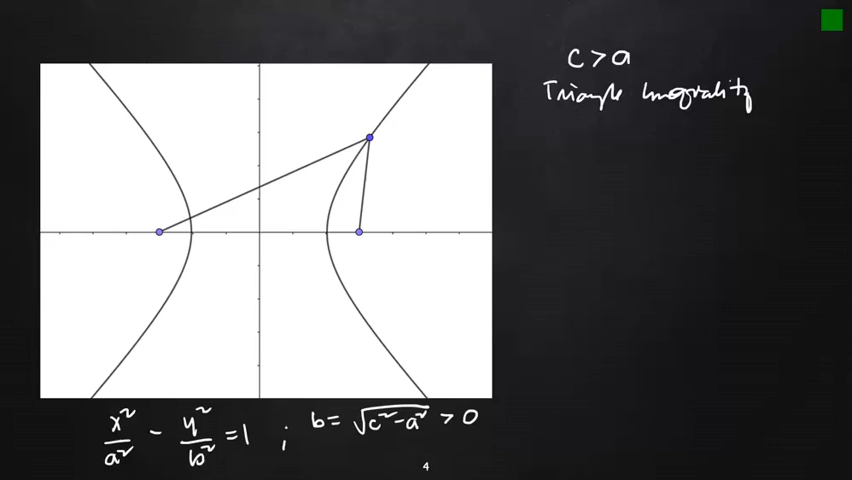 c > a
Triangle Inequality
x²/a² - y²/b² = 1 ; b = √(c² - a²) > 0
4